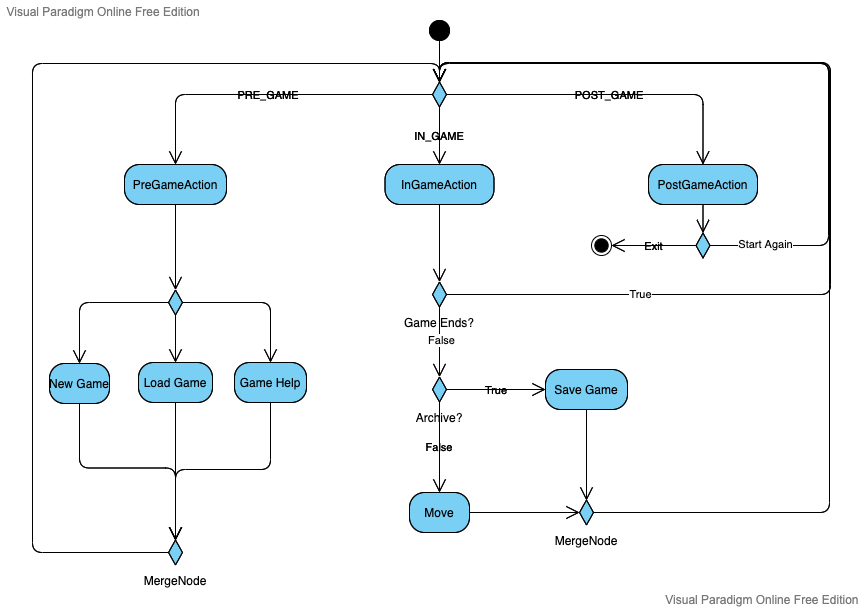 Visual Paradigm Online Free Edition
PRE_GAME
POST_GAME
IN_GAME
PreGameAction
InGameAction
PostGameAction
Exit
Start Again
True
Game Ends?
False
New Game
Load Game
Game Help
True
Save Game
Archive?
False
Move
MergeNode
MergeNode
Visual Paradigm Online Free Edition